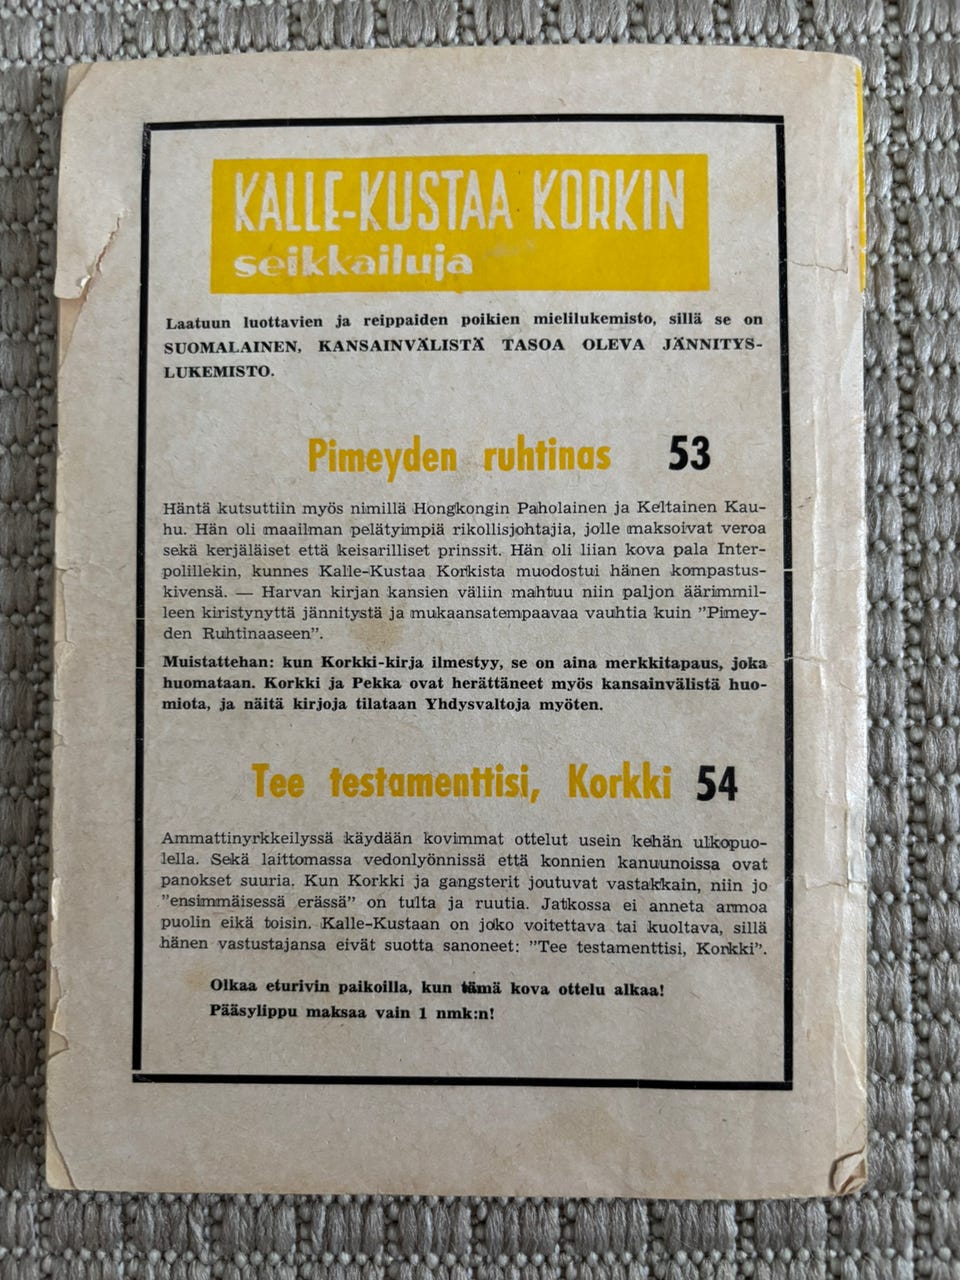 KALLE-KUSTAA KORKIN
seikkailuja
Laatuun luottavien ja reippaiden poikien mielilukemisto, sillä se on
SUOMALAINEN, KANSAINVÄLISTÄ TASOA OLEVA JÄNNITYS-
LUKEMISTO.
Pimeyden ruhtinas 53
Häntä kutsuttiin myös nimillä Hongkongin Paholainen ja Keltainen Kau-
hu. Hän oli maailman pelätyimpiä rikollisjohtajia, jolle maksoivat veroa
sekä kerjäläiset että keisarilliset prinssit. Hän oli liian kova pala Inter-
polillekin, kunnes Kalle-Kustaa Korkista muodostui hänen kompastus-
kivensä. — Harvan kirjan kansien väliin mahtuu niin paljon äärimmil-
leen kiristynyttä jännitystä ja mukaansatempaavaa vauhtia kuin ”Pimey-
den Ruhtinaaseen”.
Muistattehan: kun Korkki-kirja ilmestyy, se on aina merkkitapaus, joka
huomataan. Korkki ja Pekka ovat herättäneet myös kansainvälistä huo-
miota, ja näitä kirjoja tilataan Yhdysvaltoja myöten.
Tee testamenttisi, Korkki 54
Ammattinyrkkeilyssä käydään kovimmat ottelut usein kehän ulkopuo-
lella. Sekä laittomassa vedonlyönnissä että konnien kanuunoissa ovat
panokset suuria. Kun Korkki ja gangsterit joutuvat vastakkain, niin jo
”ensimmäisessä erässä” on tulta ja ruutia. Jatkossa ei anneta armoa
puolin eikä toisin. Kalle-Kustaan on joko voitettava tai kuoltava, sillä
hänen vastustajansa eivät suotta sanoneet: ”Tee testamenttisi, Korkki”.
Olkaa eturivin paikoilla, kun tämä kova ottelu alkaa!
Pääsylippu maksaa vain 1 nmk:n!